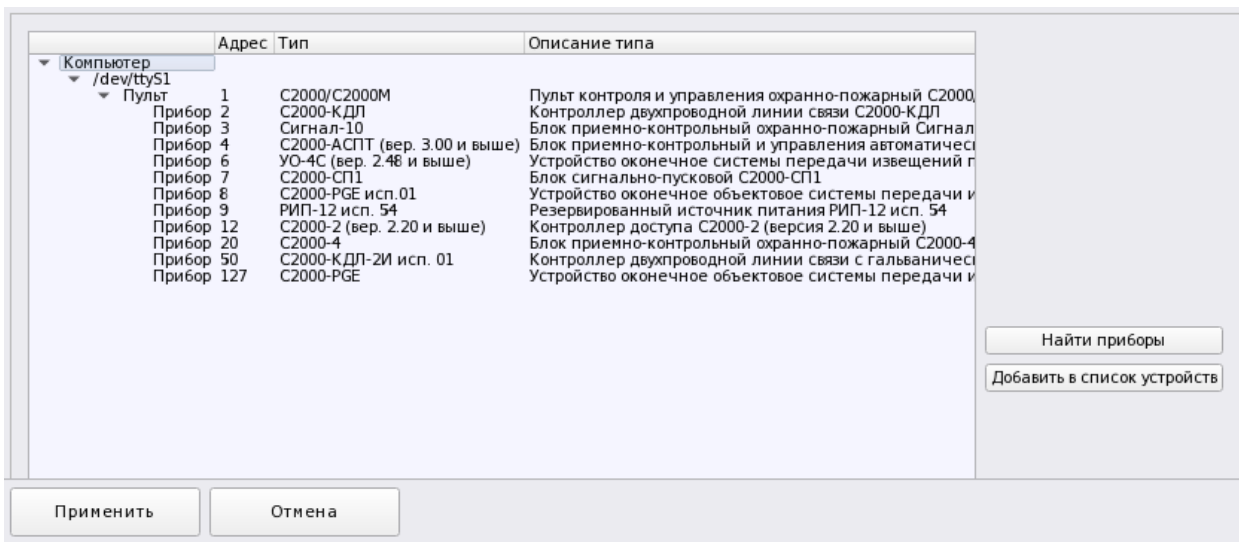 Адрес Тип Описание типа
Компьютер
/dev/ttyS1
Пульт 1 С2000/С2000М Пульт контроля и управления охранно-пожарный С2000,
Прибор 2 С2000-КДЛ Контроллер двухпроводной линии связи С2000-КДЛ
Прибор 3 Сигнал-10 Блок приемно-контрольный охранно-пожарный Сигнал
Прибор 4 С2000-АСПТ (вер. 3.00 и выше) Блок приемно-контрольный и управления автоматичес
Прибор 6 УО-4С (вер. 2.48 и выше) Устройство оконечное системы передачи извещений п
Прибор 7 С2000-СП1 Блок сигнально-пусковой С2000-СП1
Прибор 8 С2000-PGE исп.01 Устройство оконечное объектовое системы передачи и
Прибор 9 РИП-12 исп. 54 Резервированный источник питания РИП-12 исп. 54
Прибор 12 С2000-2 (вер. 2.20 и выше) Контроллер доступа С2000-2 (версия 2.20 и выше)
Прибор 20 С2000-4 Блок приемно-контрольный охранно-пожарный С2000-4
Прибор 50 С2000-КДЛ-2И исп. 01 Контроллер двухпроводной линии связи с гальваничес
Прибор 127 С2000-PGE Устройство оконечное объектовое системы передачи и
Найти приборы
Добавить в список устройств
Применить Отмена